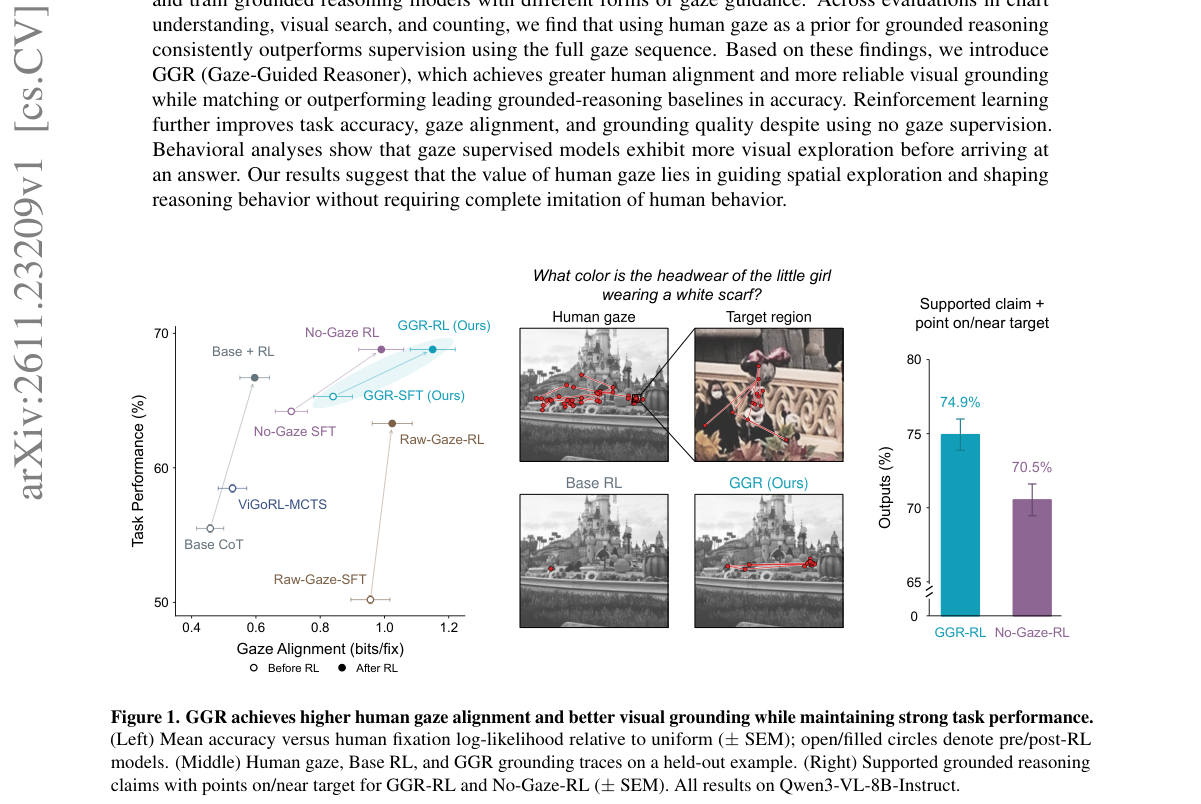 and train grounded reasoning models with different forms of gaze guidance. Across evaluations in chart
understanding, visual search, and counting, we find that using human gaze as a prior for grounded reasoning
consistently outperforms supervision using the full gaze sequence. Based on these findings, we introduce
GGR (Gaze-Guided Reasoner), which achieves greater human alignment and more reliable visual grounding
while matching or outperforming leading grounded-reasoning baselines in accuracy. Reinforcement learning
further improves task accuracy, gaze alignment, and grounding quality despite using no gaze supervision.
Behavioral analyses show that gaze supervised models exhibit more visual exploration before arriving at
an answer. Our results suggest that the value of human gaze lies in guiding spatial exploration and shaping
reasoning behavior without requiring complete imitation of human behavior.
arXiv:2611.23209v1 [cs.CV]
Task Performance (%)
70
60
50
0.4
0.6
0.8
1.0
1.2
Gaze Alignment (bits/fix)
Before RL
After RL
No-Gaze RL
GGR-RL (Ours)
Base + RL
GGR-SFT (Ours)
No-Gaze SFT
Raw-Gaze-RL
ViGoRL-MCTS
Base CoT
Raw-Gaze-SFT
What color is the headwear of the little girl
wearing a white scarf?
Human gaze
Target region
Base RL
GGR (Ours)
Supported claim +
point on/near target
Outputs (%)
80
75
70
65
0
74.9%
70.5%
GGR-RL
No-Gaze-RL
Figure 1. GGR achieves higher human gaze alignment and better visual grounding while maintaining strong task performance.
(Left) Mean accuracy versus human fixation log-likelihood relative to uniform (± SEM); open/filled circles denote pre/post-RL
models. (Middle) Human gaze, Base RL, and GGR grounding traces on a held-out example. (Right) Supported grounded reasoning
claims with points on/near target for GGR-RL and No-Gaze-RL (± SEM). All results on Qwen3-VL-8B-Instruct.